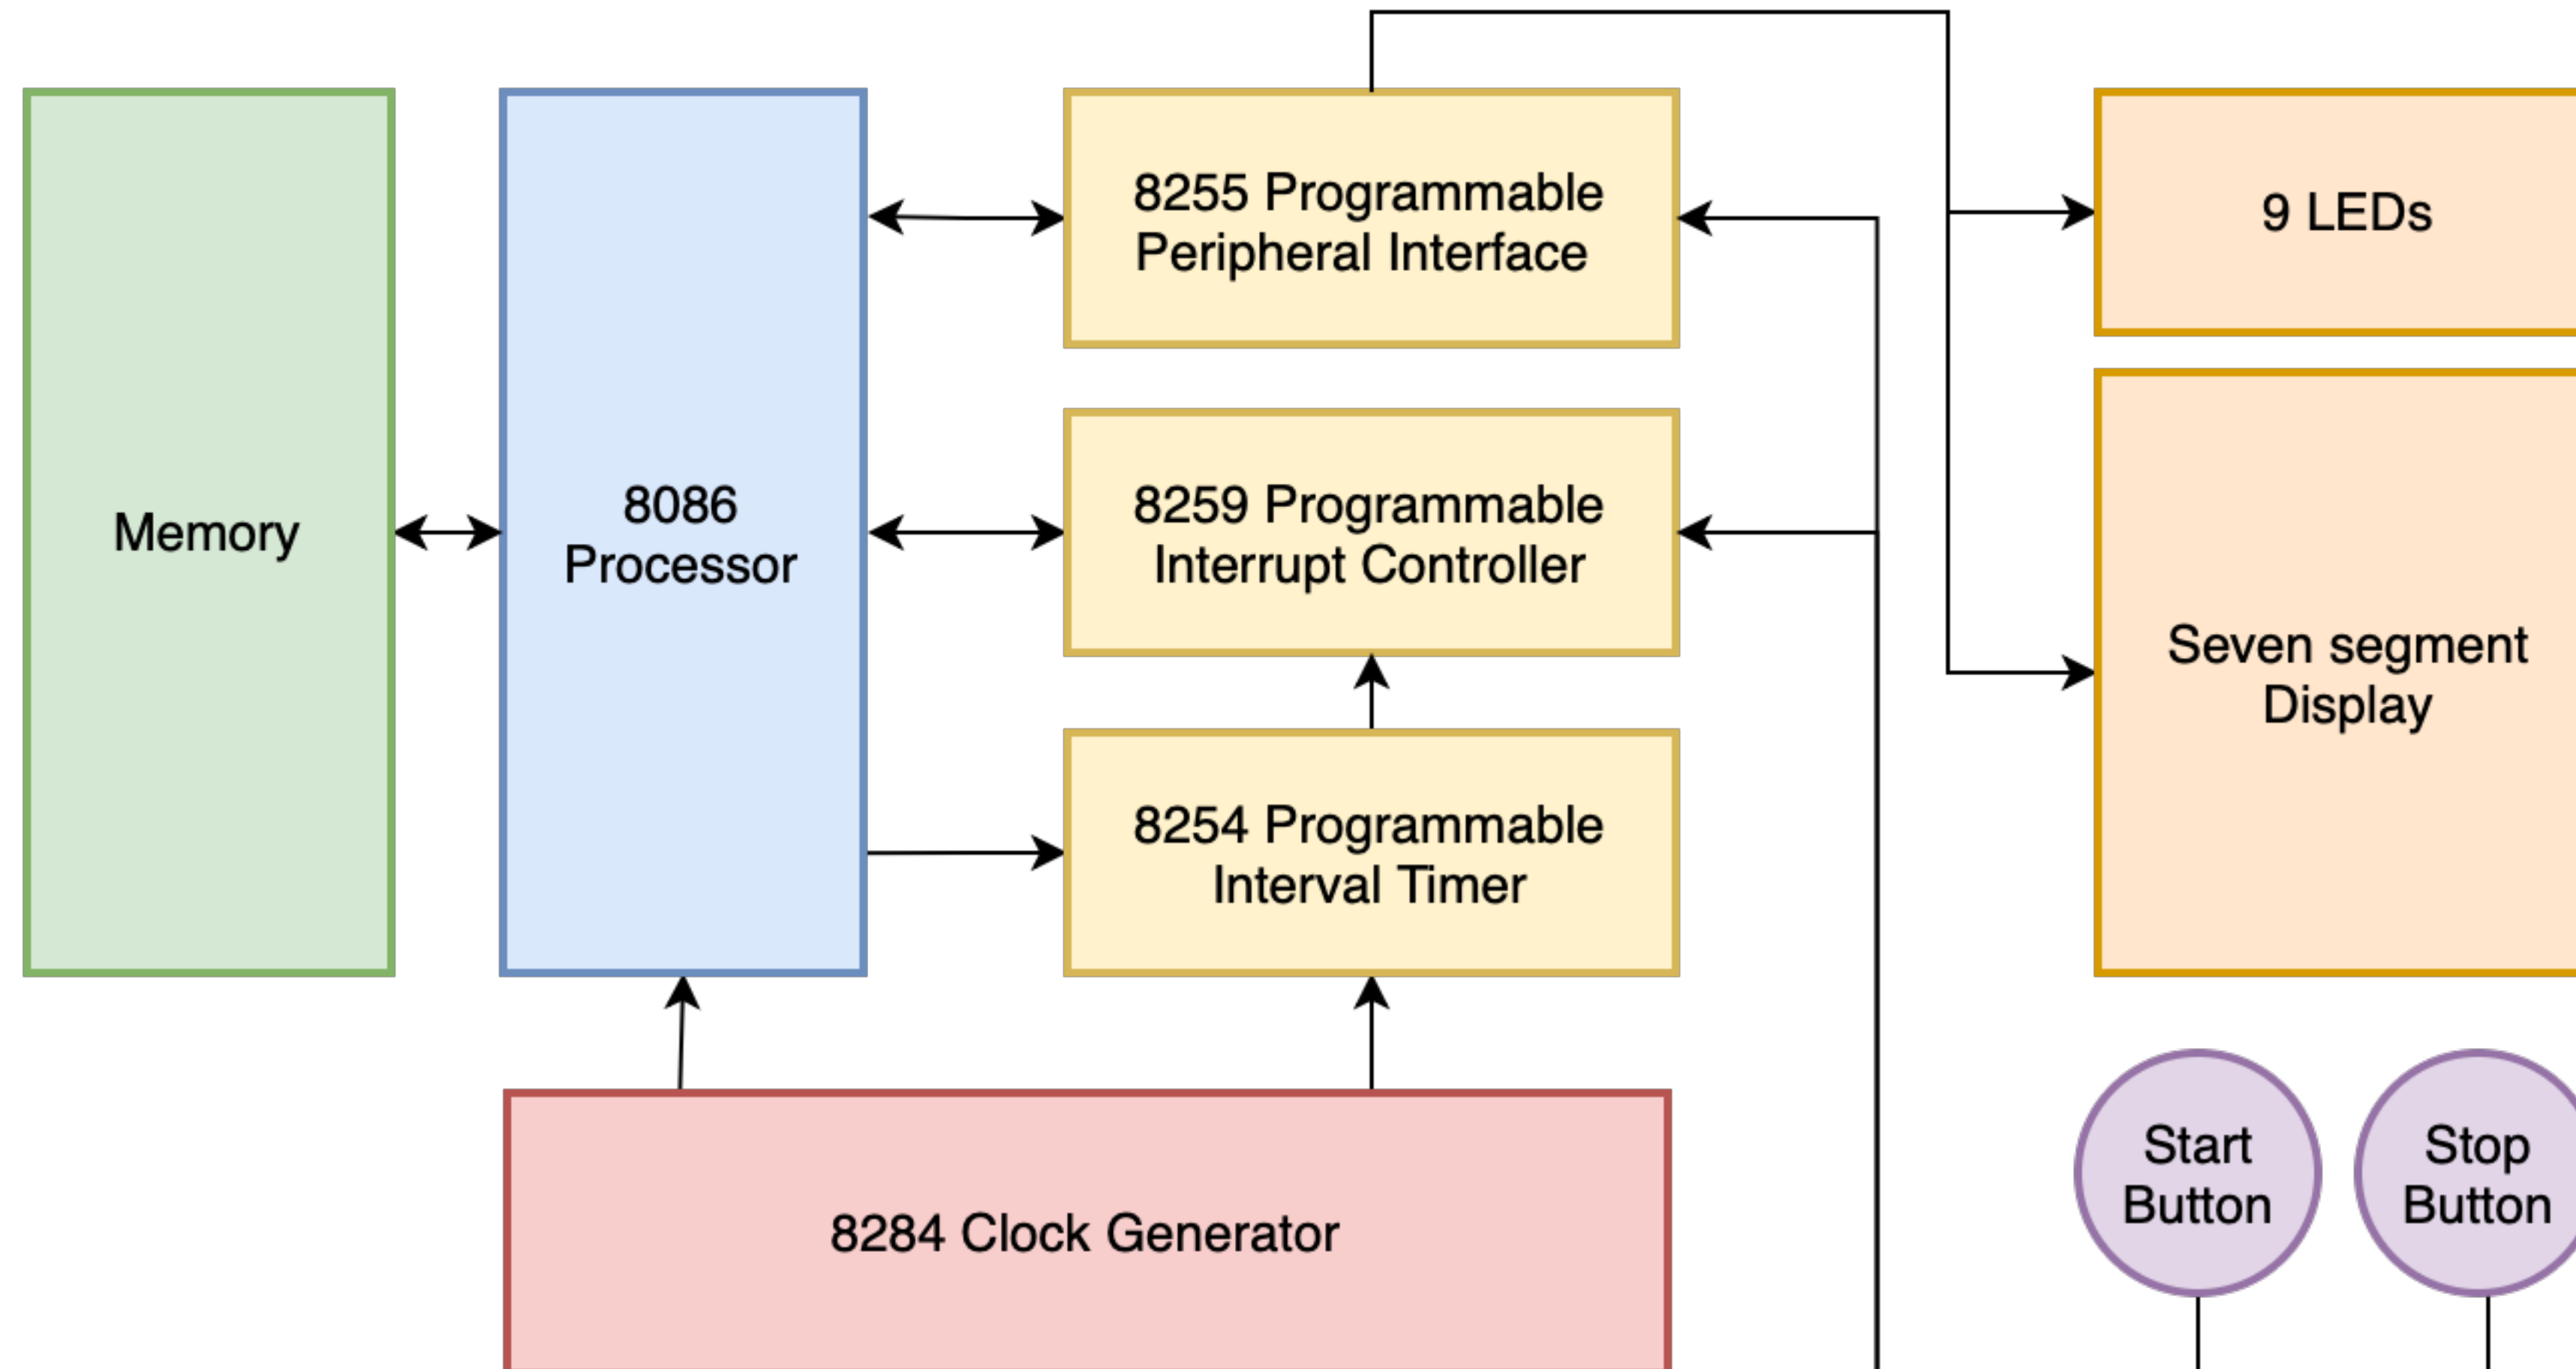 Memory
8086
Processor
8255 Programmable
Peripheral Interface
8259 Programmable
Interrupt Controller
8254 Programmable
Interval Timer
8284 Clock Generator
9 LEDs
Seven segment
Display
Start
Button
Stop
Button